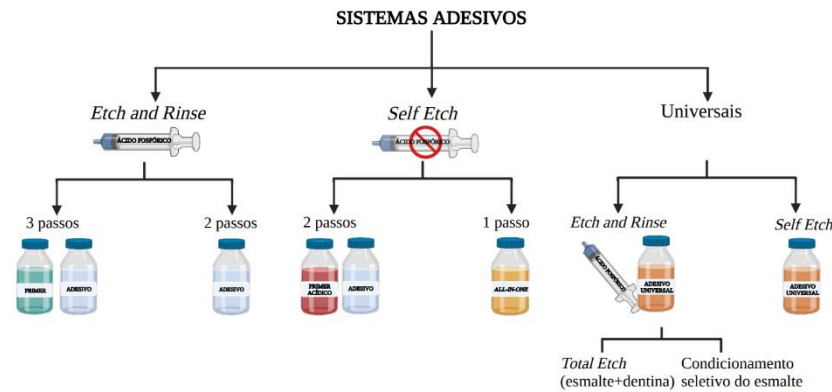 SISTEMAS ADESIVOS
Etch and Rinse
ÁCIDO FOSFÓRICO
Self Etch
ÁCIDO FOSFÓRICO
Universais
3 passos
2 passos
2 passos
1 passo
Etch and Rinse
Self Etch
PRIMER
ADESIVO
ADESIVO
PRIMER
ACÍDICO
ADESIVO
ALL-IN-ONE
ÁCIDO FOSFÓRICO
ADESIVO
UNIVERSAL
ADESIVO
UNIVERSAL
Total Etch
(esmalte+dentina)
Condicionamento
seletivo do esmalte